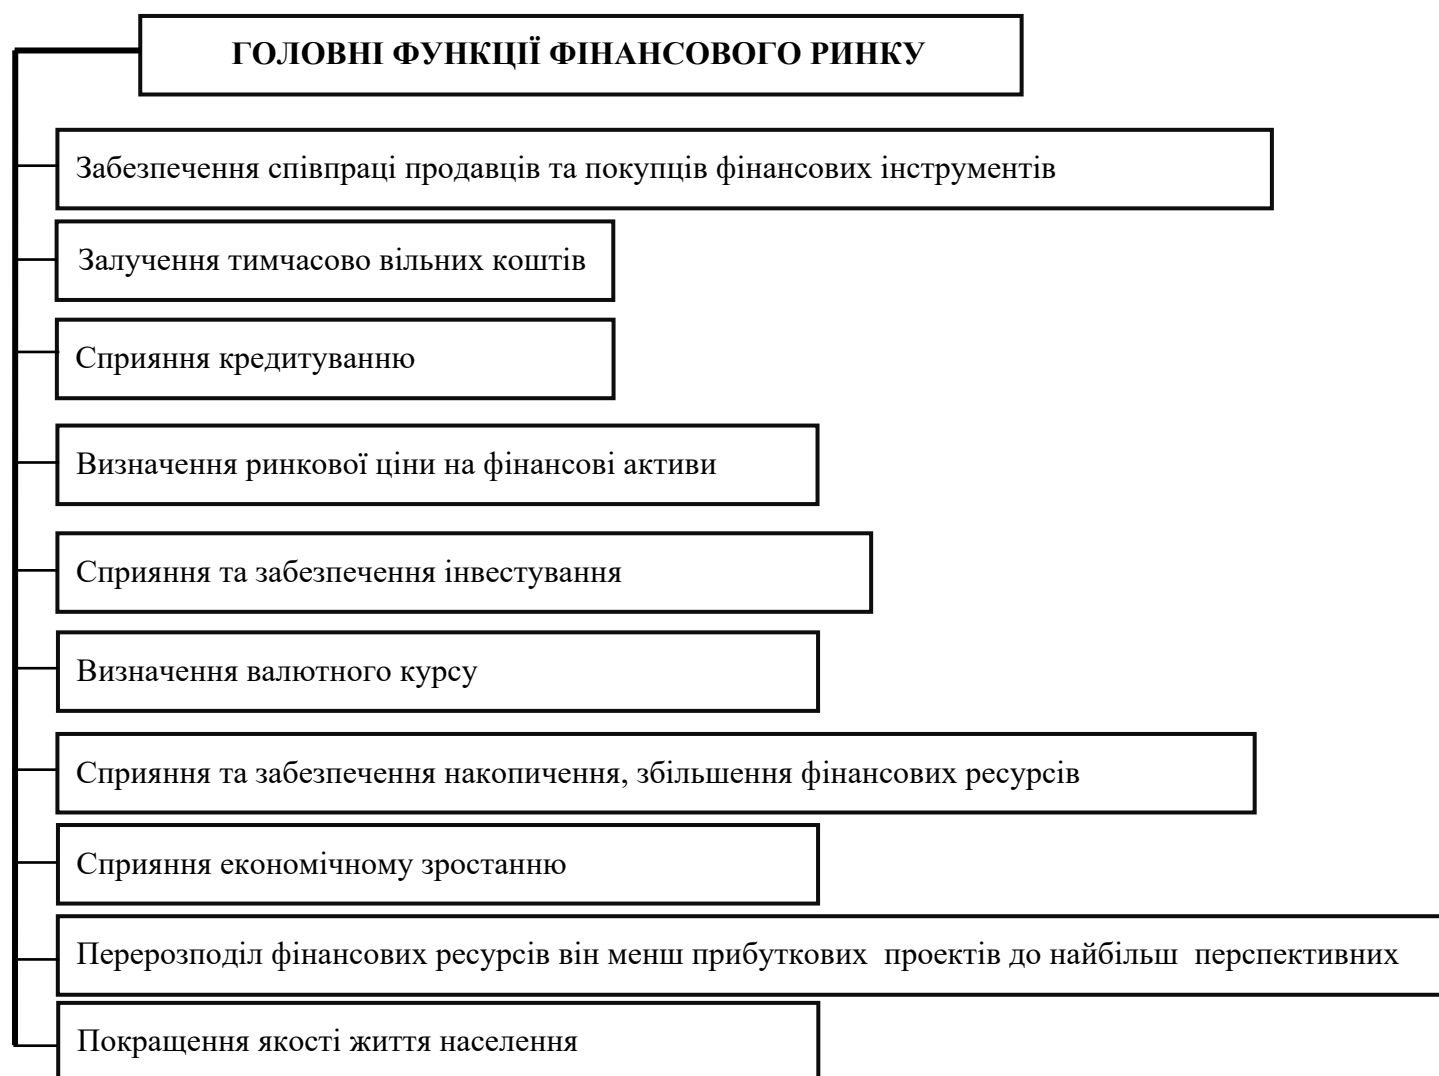 ГОЛОВНІ ФУНКЦІЇ ФІНАНСОВОГО РИНКУ
Забезпечення співпраці продавців та покупців фінансових інструментів
Залучення тимчасово вільних коштів
Сприяння кредитуванню
Визначення ринкової ціни на фінансові активи
Сприяння та забезпечення інвестування
Визначення валютного курсу
Сприяння та забезпечення накопичення, збільшення фінансових ресурсів
Сприяння економічному зростанню
Перерозподіл фінансових ресурсів він менш прибуткових проектів до найбільш перспективних
Покращення якості життя населення